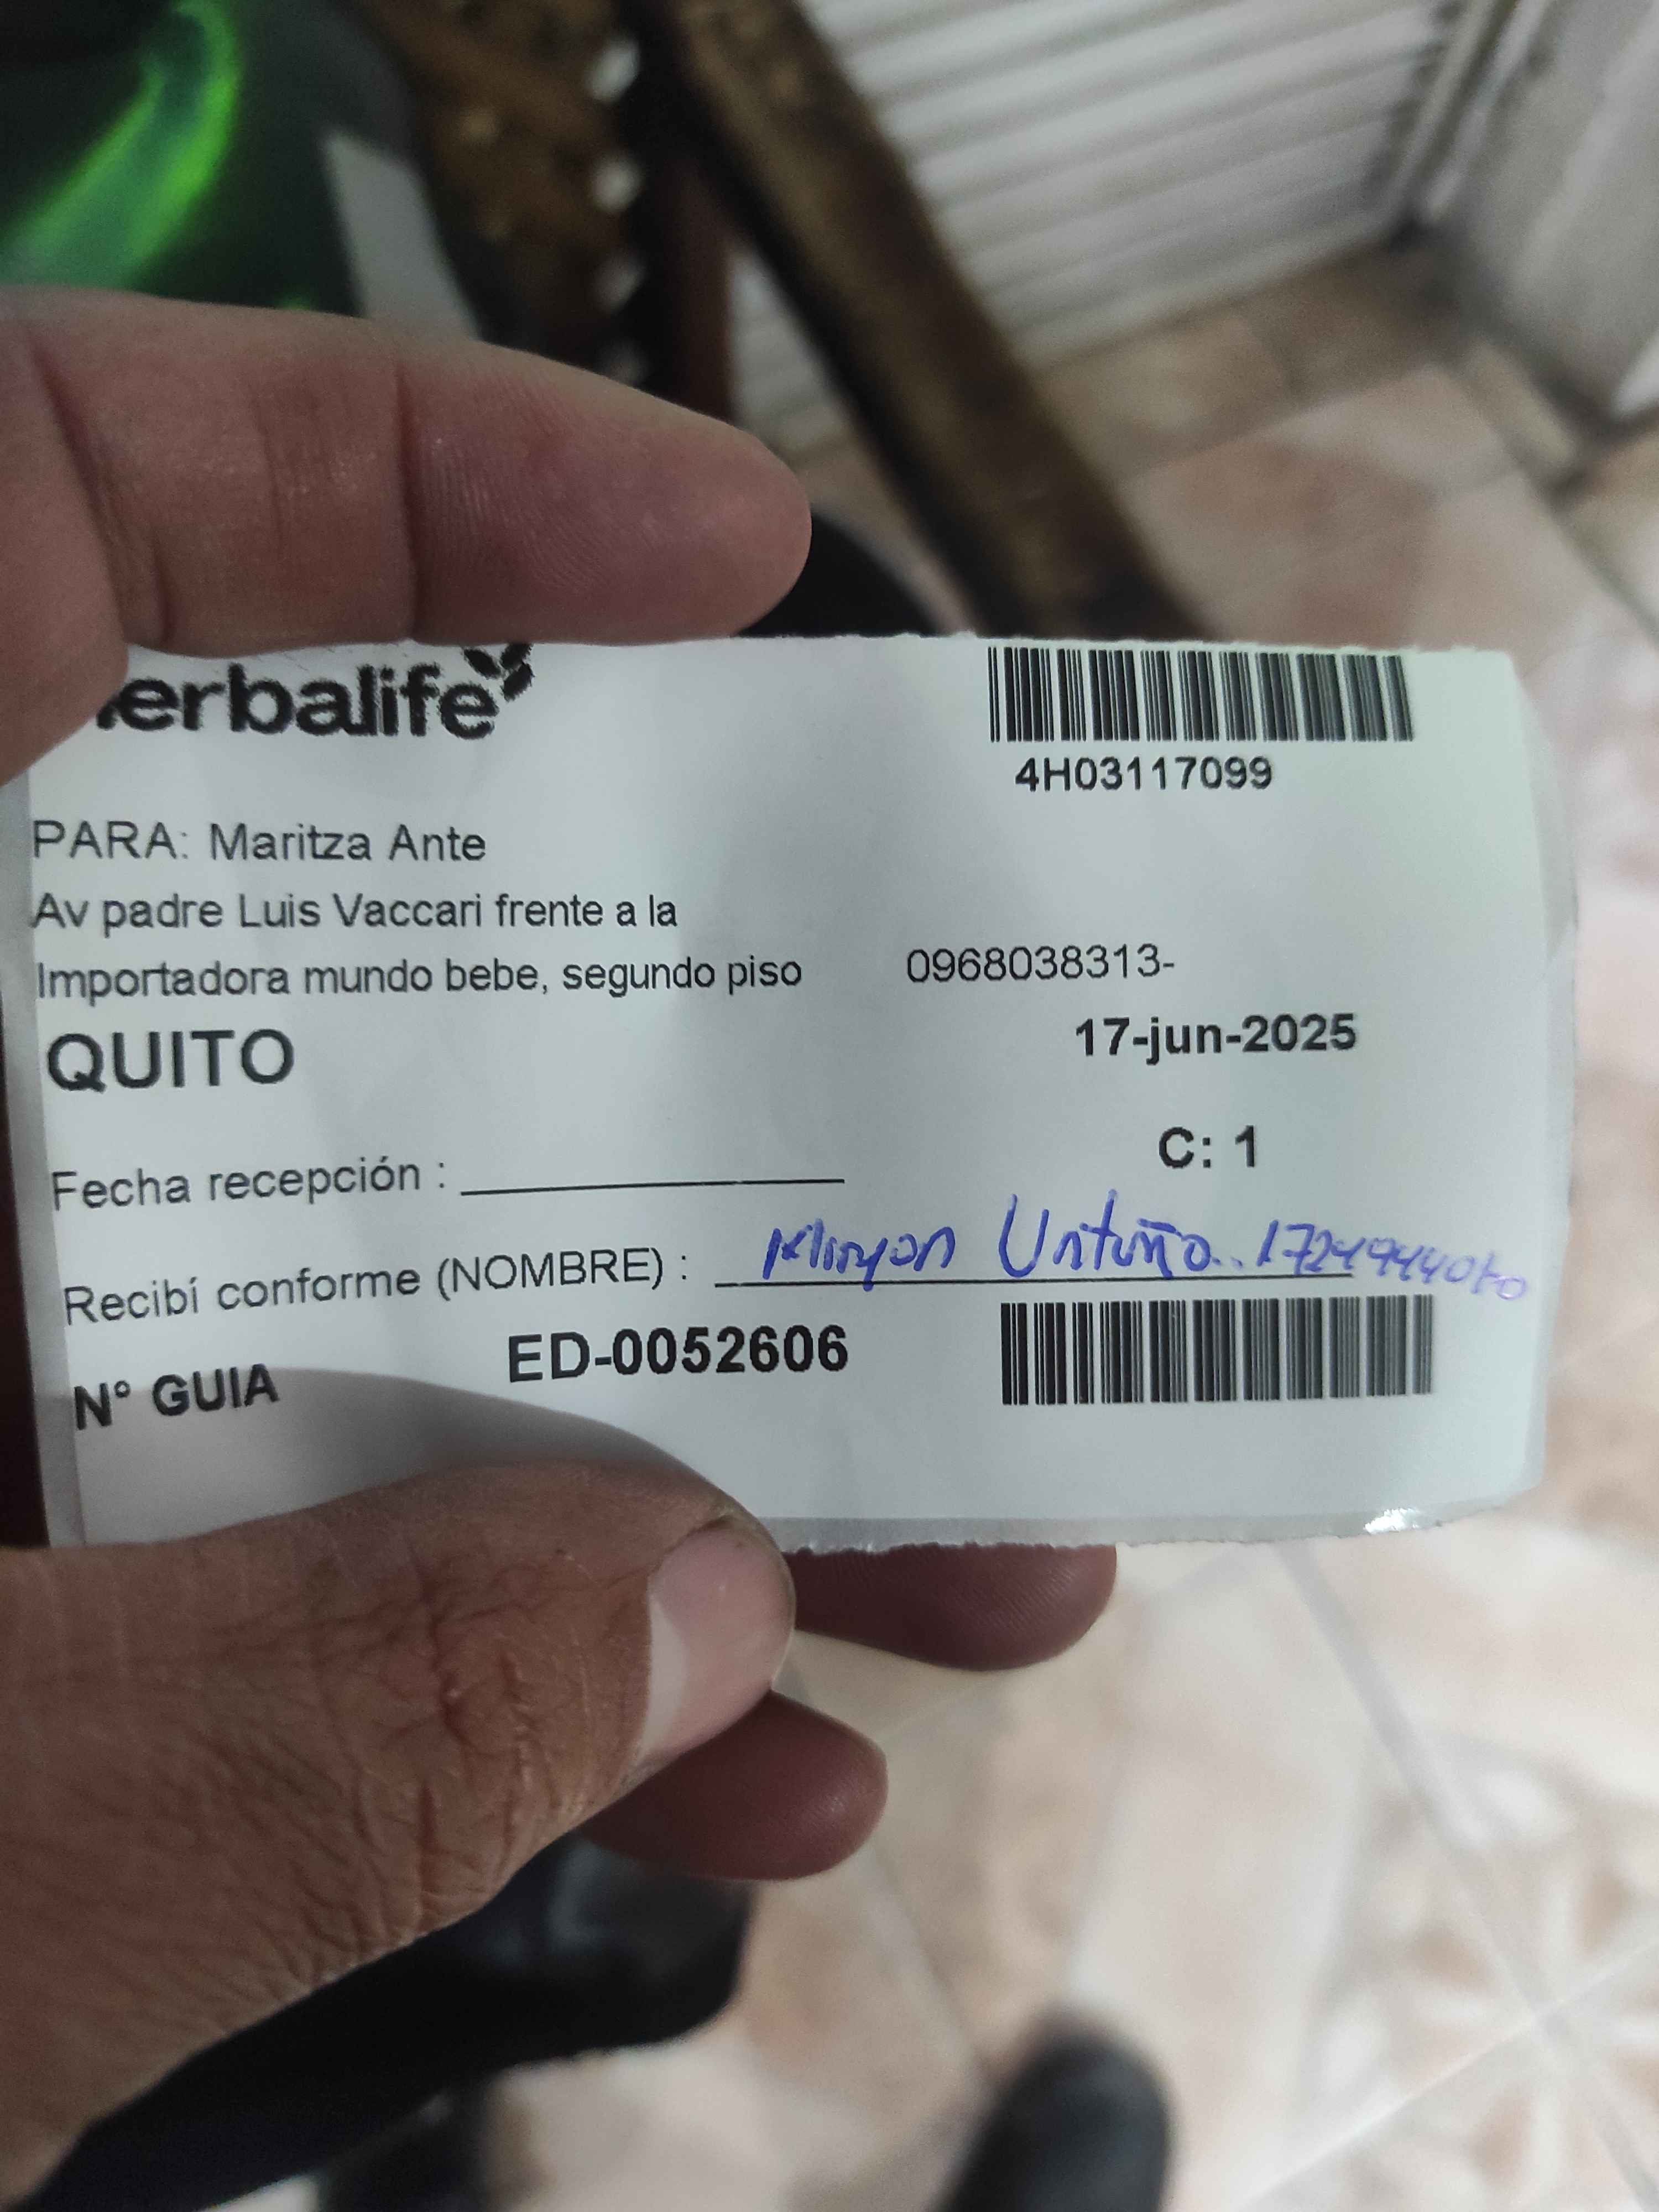 erbalife
4H03117099
PARA: Maritza Ante
Av padre Luis Vaccari frente a la
Importadora mundo bebe, segundo piso 0968038313-
QUITO 17-jun-2025
C: 1
Fecha recepción :
Recibí conforme (NOMBRE) :
N° GUIA ED-0052606